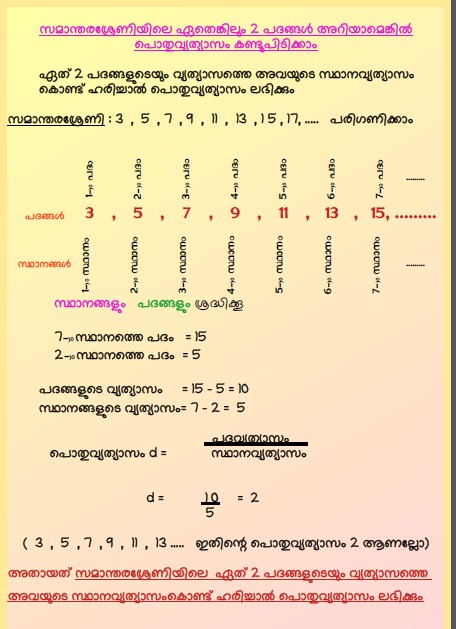 സമാന്തരശ്രേണിയിലെ ഏതെങ്കിലും 2 പദങ്ങൾ അറിയാമെങ്കിൽ
പൊതുവ്യത്യാസം കണ്ടുപിടിക്കാം
ഏത് 2 പദങ്ങളുടെയും വ്യത്യാസത്തെ അവയുടെ സ്ഥാനവ്യത്യാസം
കൊണ്ട് ഹരിച്ചാൽ പൊതുവ്യത്യാസം ലഭിക്കും
സമാന്തരശ്രേണി : 3 , 5 , 7 , 9 , 11 , 13 , 15 , 17, ..... പരിഗണിക്കാം
1-ാം പദം 2-ാം പദം 3-ാം പദം 4-ാം പദം 5-ാം പദം 6-ാം പദം 7-ാം പദം .........
പദങ്ങൾ 3 , 5 , 7 , 9 , 11 , 13 , 15, .........
സ്ഥാനങ്ങൾ 1-ാം സ്ഥാനം 2-ാം സ്ഥാനം 3-ാം സ്ഥാനം 4-ാം സ്ഥാനം 5-ാം സ്ഥാനം 6-ാം സ്ഥാനം 7-ാം സ്ഥാനം .........
സ്ഥാനങ്ങളും പദങ്ങളും ശ്രദ്ധിക്കൂ
7-ാം സ്ഥാനത്തെ പദം = 15
2-ാം സ്ഥാനത്തെ പദം = 5
പദങ്ങളുടെ വ്യത്യാസം = 15 - 5 = 10
സ്ഥാനങ്ങളുടെ വ്യത്യാസം= 7 - 2 = 5
പദവ്യത്യാസം
പൊതുവ്യത്യാസം d = സ്ഥാനവ്യത്യാസം
d = 10 = 2
5
( 3 , 5 , 7 , 9 , 11 , 13 ..... ഇതിന്റെ പൊതുവ്യത്യാസം 2 ആണല്ലോ)
അതായത് സമാന്തരശ്രേണിയിലെ ഏത് 2 പദങ്ങളുടെയും വ്യത്യാസത്തെ
അവയുടെ സ്ഥാനവ്യത്യാസംകൊണ്ട് ഹരിച്ചാൽ പൊതുവ്യത്യാസം ലഭിക്കും